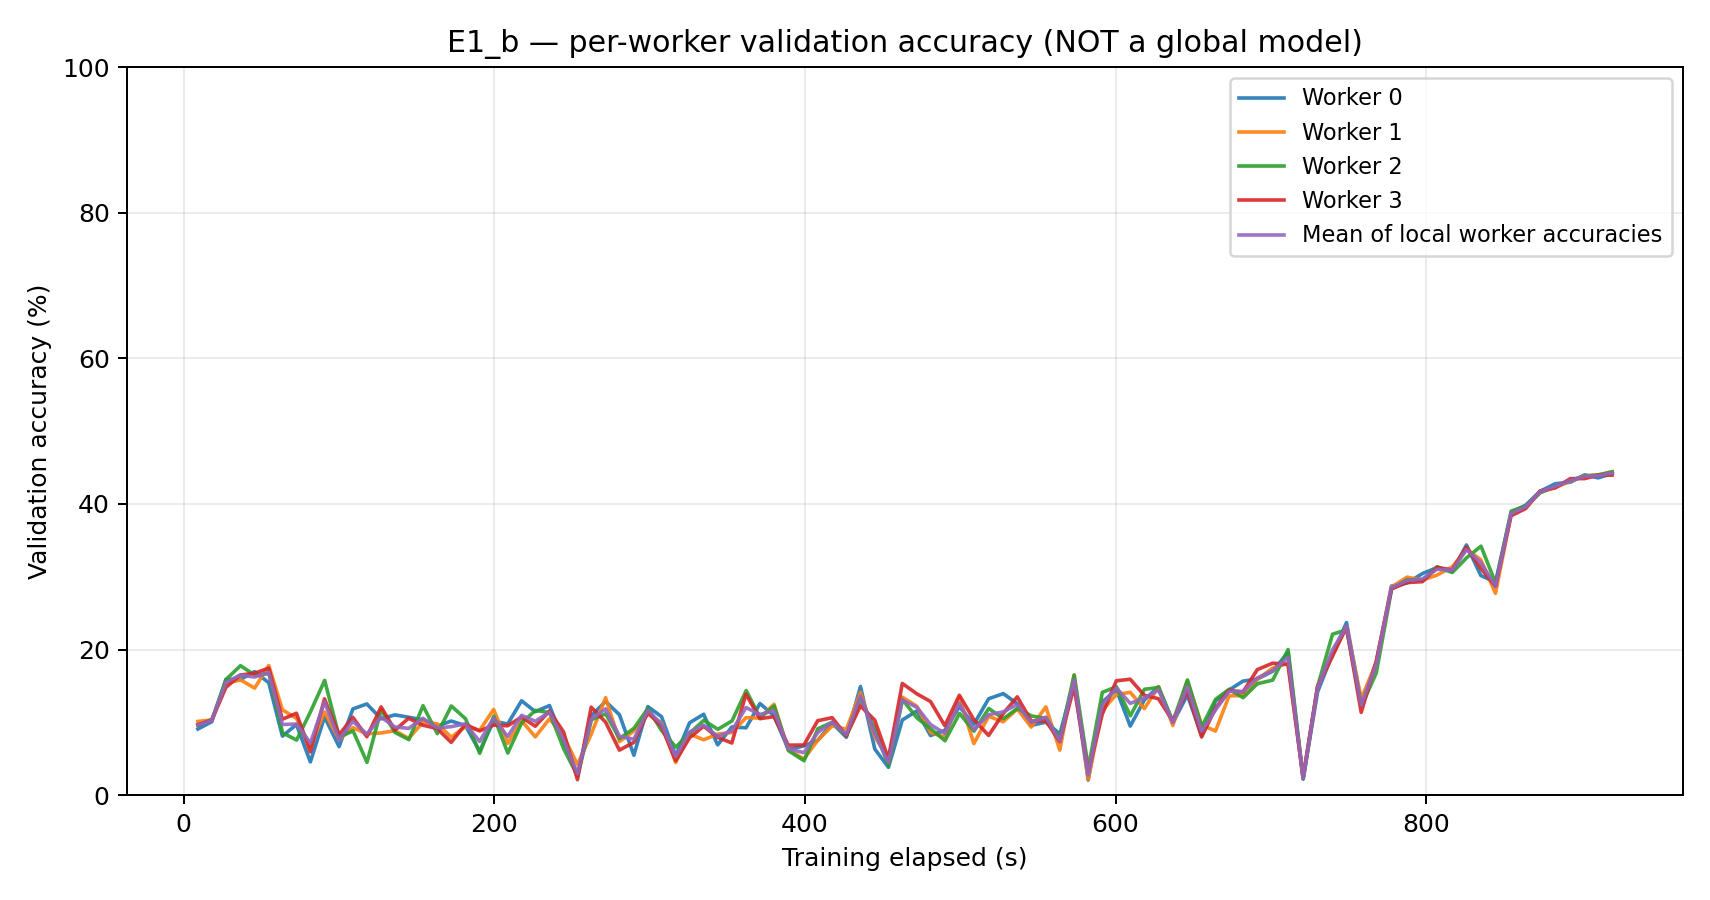 E1_b — per-worker validation accuracy (NOT a global model)
Worker 0
Worker 1
Worker 2
Worker 3
Mean of local worker accuracies
Validation accuracy (%)
100
80
60
40
20
0
0 200 400 600 800
Training elapsed (s)